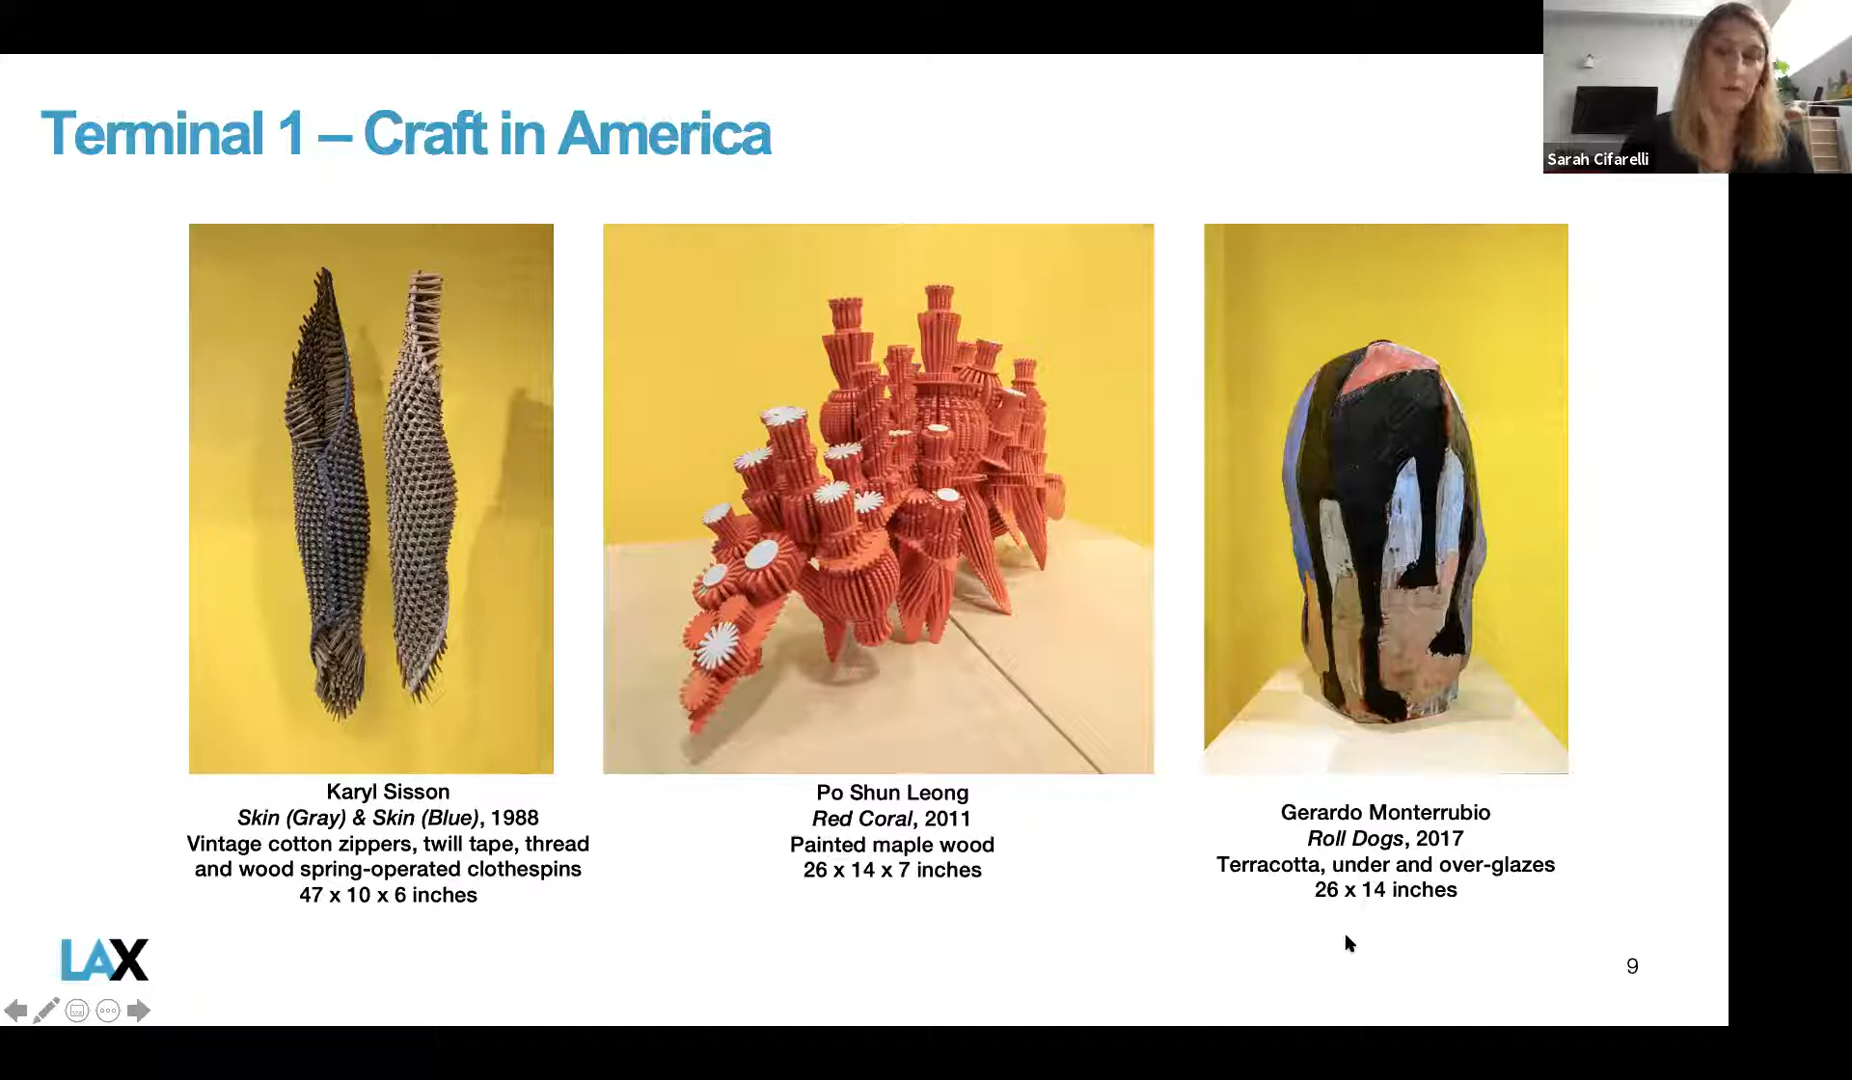 Terminal 1 – Craft in America
Sarah Cifarelli
Karyl Sisson
Skin (Gray) & Skin (Blue), 1988
Vintage cotton zippers, twill tape, thread
and wood spring-operated clothespins
47 x 10 x 6 inches
Po Shun Leong
Red Coral, 2011
Painted maple wood
26 x 14 x 7 inches
Gerardo Monterrubio
Roll Dogs, 2017
Terracotta, under and over-glazes
26 x 14 inches
LAX
9